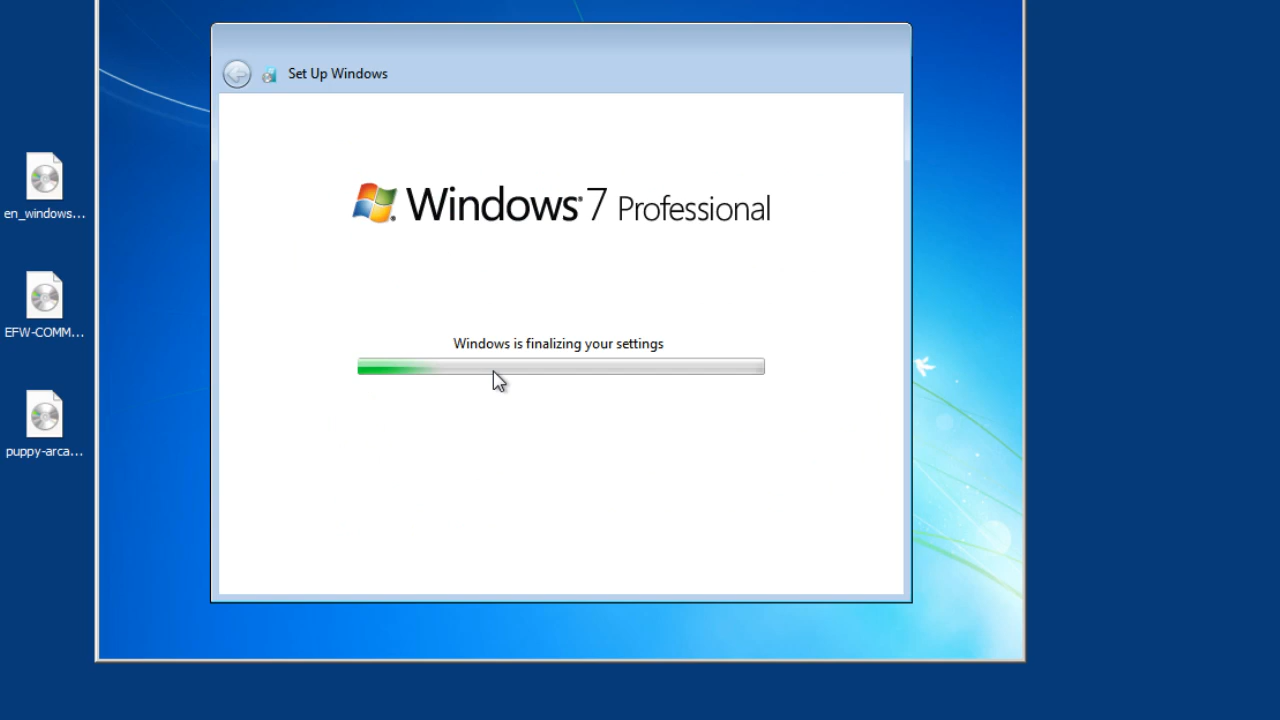 Set Up Windows
Windows 7 Professional
Windows is finalizing your settings
en_windows...
EFW-COMM...
puppy-arca...